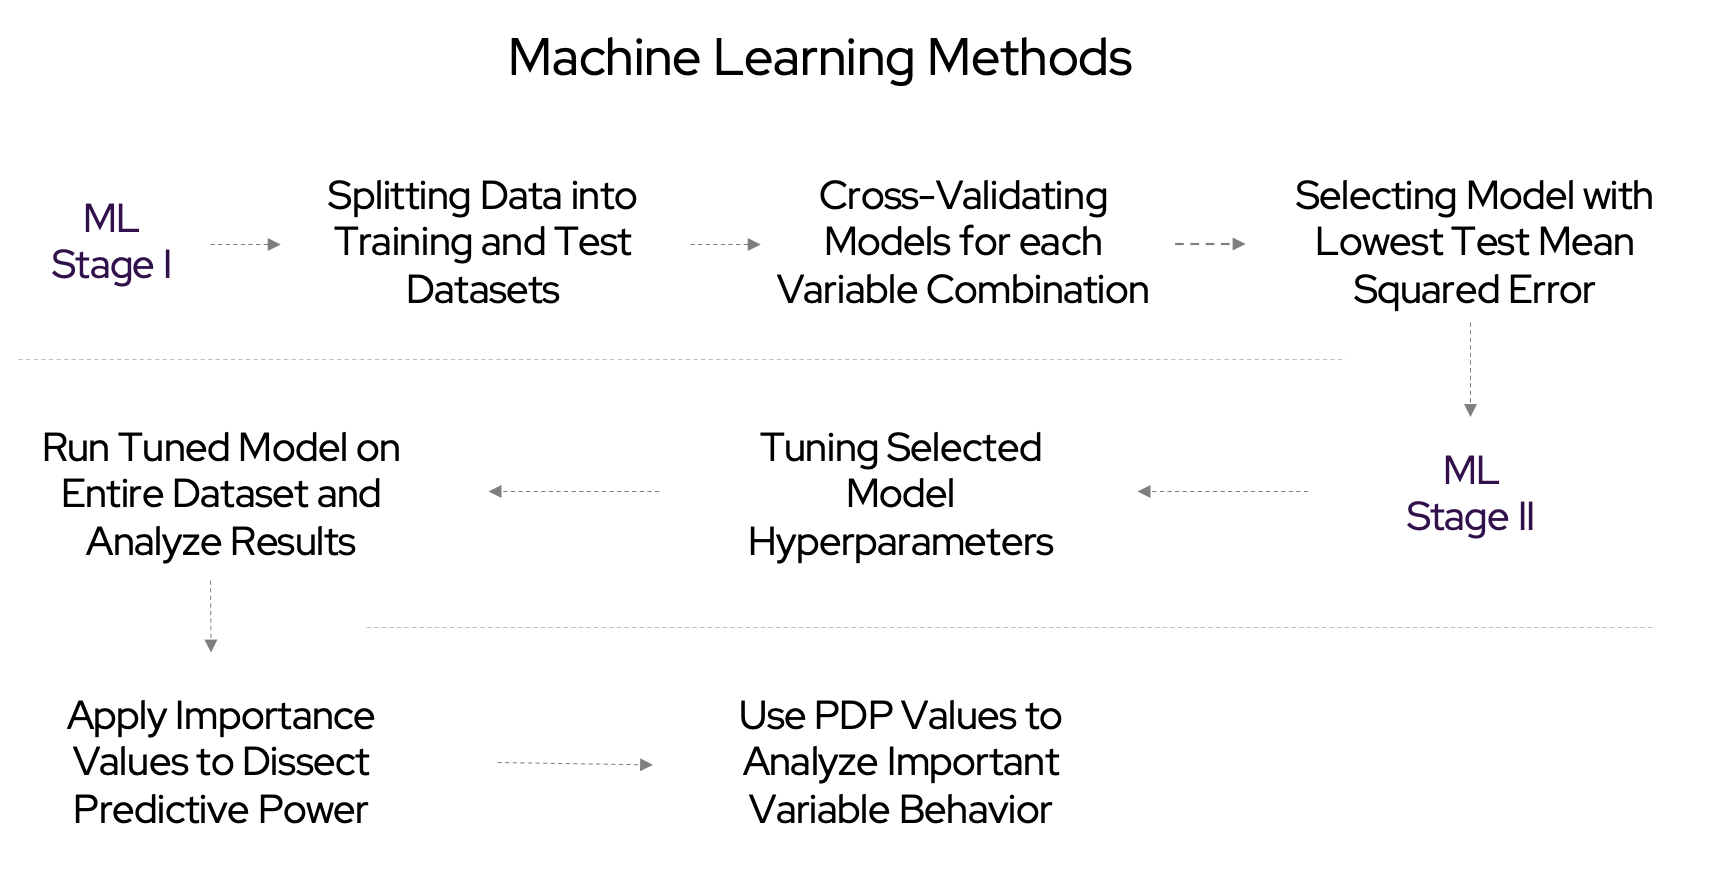 Machine Learning Methods
ML
Stage I
Splitting Data into
Training and Test
Datasets
Cross-Validating
Models for each
Variable Combination
Selecting Model with
Lowest Test Mean
Squared Error
ML
Stage II
Tuning Selected
Model
Hyperparameters
Run Tuned Model on
Entire Dataset and
Analyze Results
Apply Importance
Values to Dissect
Predictive Power
Use PDP Values to
Analyze Important
Variable Behavior